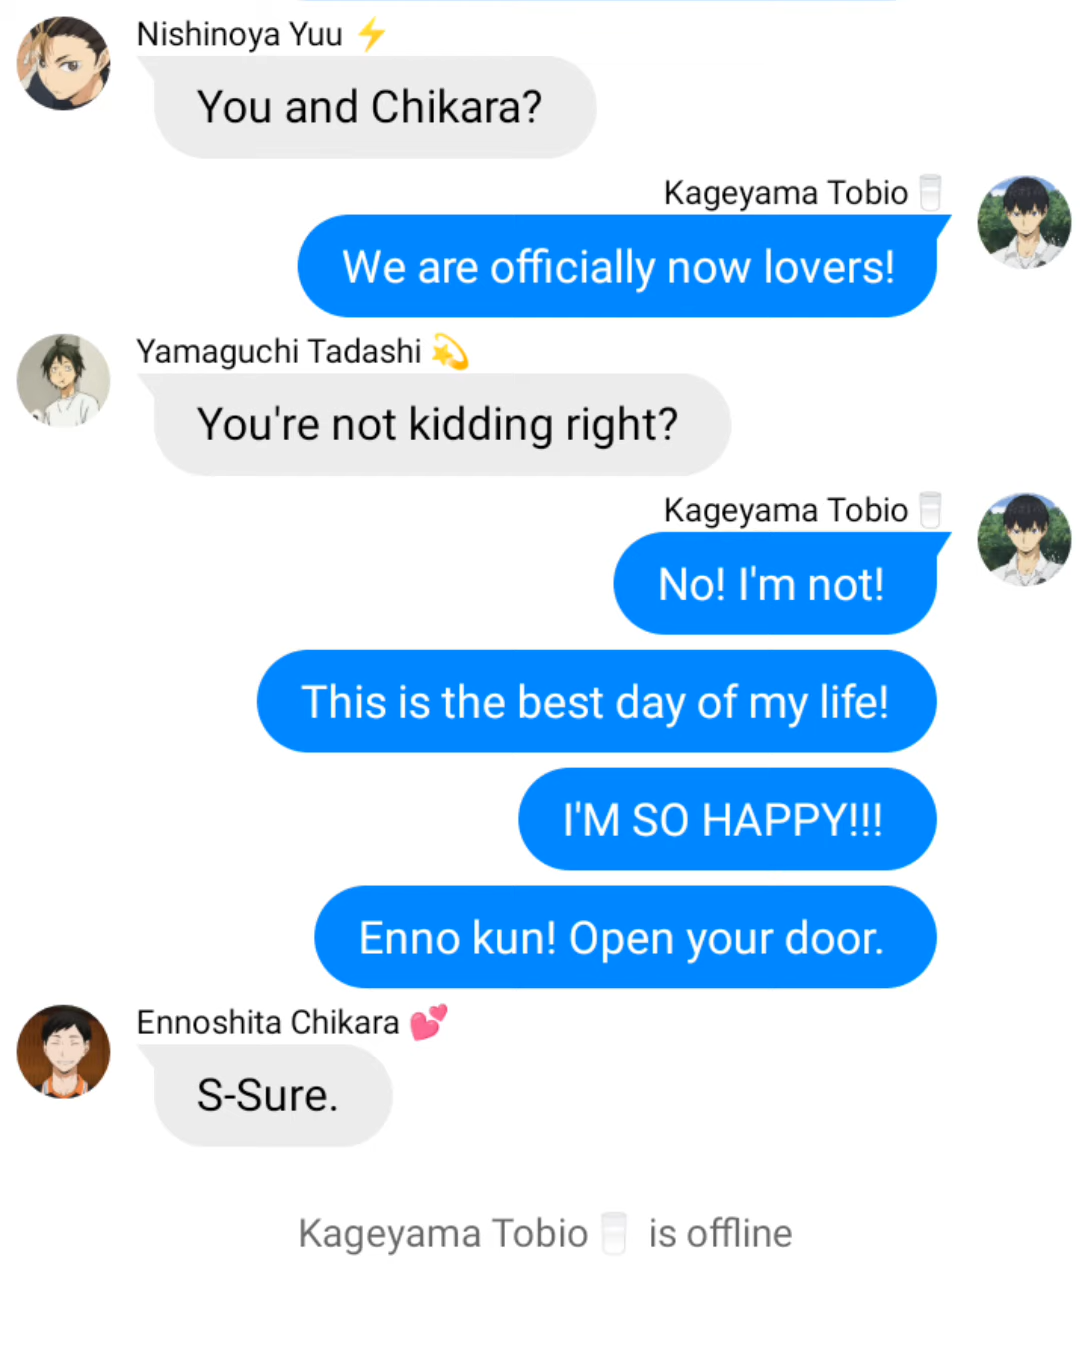 Nishinoya Yuu ⚡
You and Chikara?
Kageyama Tobio 🥛
We are officially now lovers!
Yamaguchi Tadashi 💫
You're not kidding right?
Kageyama Tobio 🥛
No! I'm not!
This is the best day of my life!
I'M SO HAPPY!!!
Enno kun! Open your door.
Ennoshita Chikara 💕
S-Sure.
Kageyama Tobio 🥛 is offline